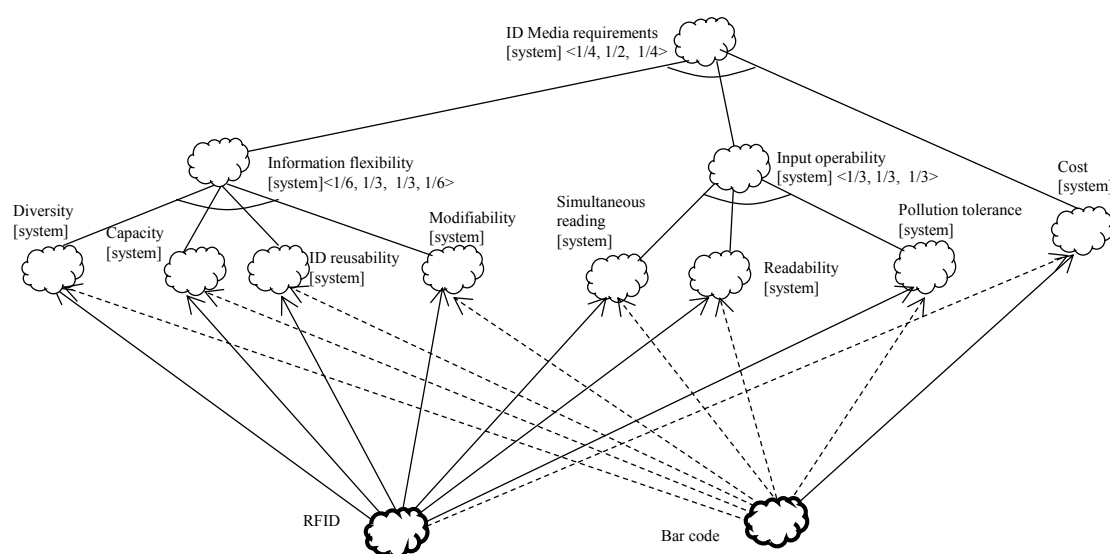 ID Media requirements
[system] <1/4, 1/2, 1/4>
Information flexibility
[system]<1/6, 1/3, 1/3, 1/6>
Input operability
[system] <1/3, 1/3, 1/3>
Cost
[system]
Diversity
[system]
Capacity
[system]
ID reusability
[system]
Modifiability
[system]
Simultaneous
reading
[system]
Readability
[system]
Pollution tolerance
[system]
RFID
Bar code